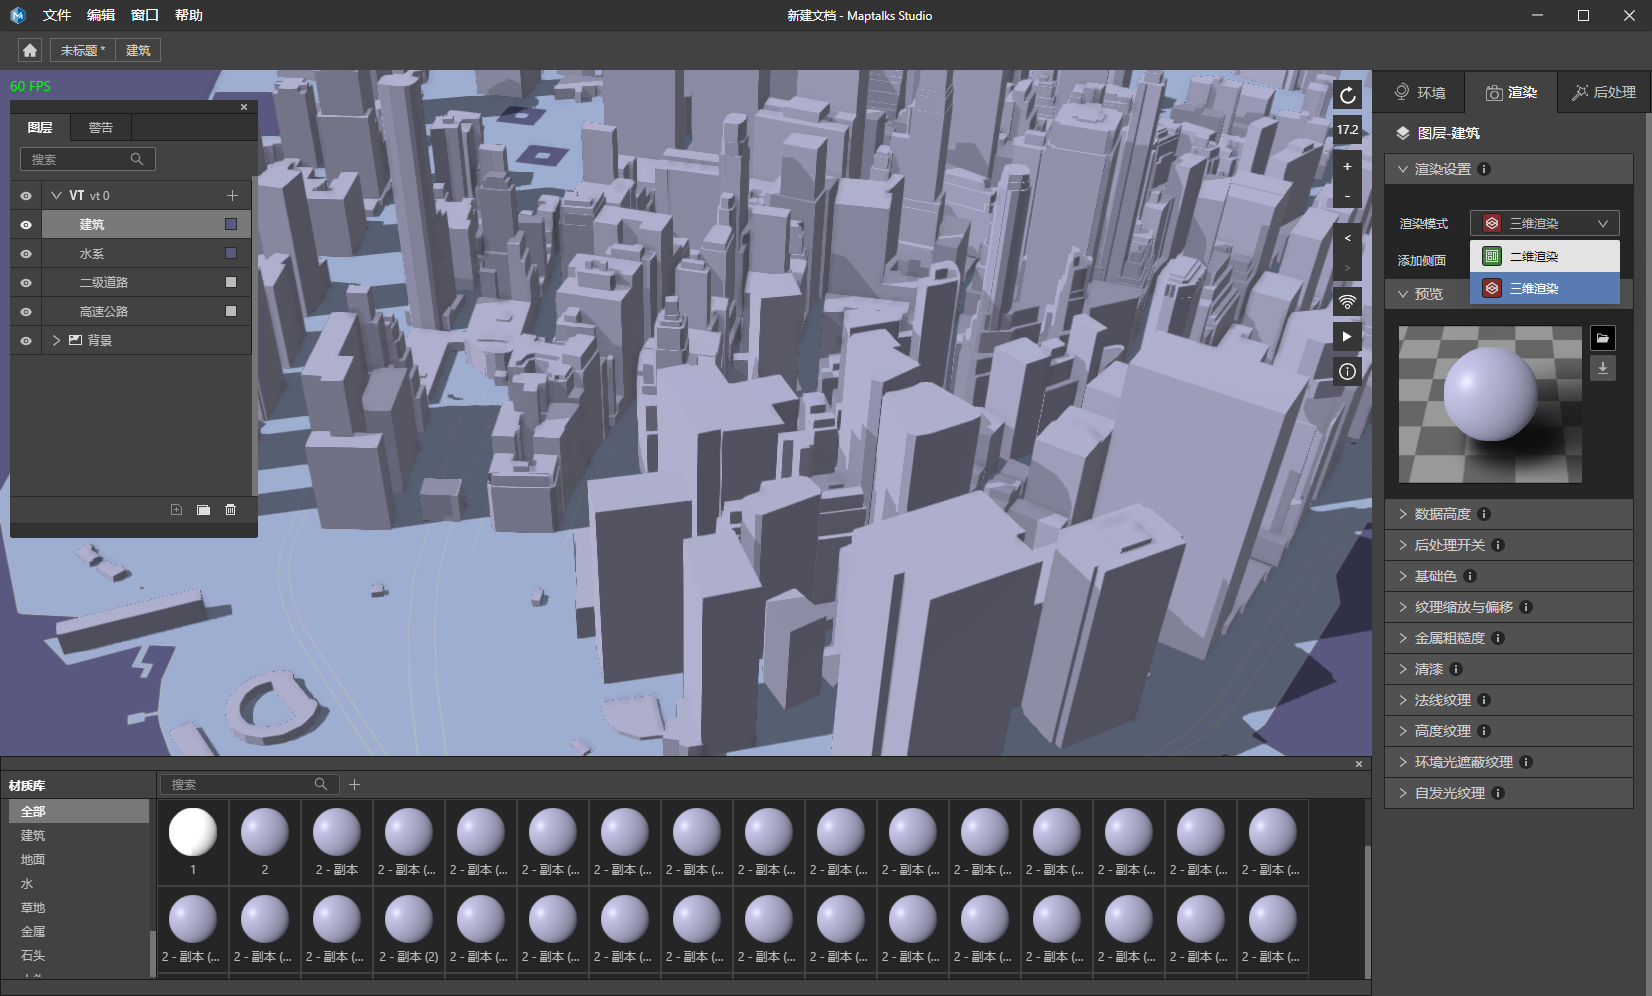 文件 编辑 窗口 帮助
新建文档 - Maptalks Studio
未标题 * 建筑
60 FPS
图层 警告
搜索
VT vt 0
建筑
水系
二级道路
高速公路
背景
17.2
+
-
<
>
环境 渲染 后处理
图层-建筑
渲染设置
渲染模式 三维渲染
二维渲染
三维渲染
添加侧面
预览
数据高度
后处理开关
基础色
纹理缩放与偏移
金属粗糙度
清漆
法线纹理
高度纹理
环境光遮蔽纹理
自发光纹理
材质库
全部
建筑
地面
水
草地
金属
石头
搜索
1 2 2 - 副本 2 - 副本 (... 2 - 副本 (... 2 - 副本 (... 2 - 副本 (... 2 - 副本 (... 2 - 副本 (... 2 - 副本 (... 2 - 副本 (... 2 - 副本 (... 2 - 副本 (... 2 - 副本 (... 2 - 副本 (... 2 - 副本 (...
2 - 副本 (... 2 - 副本 (... 2 - 副本 (... 2 - 副本 (2) 2 - 副本 (... 2 - 副本 (... 2 - 副本 (... 2 - 副本 (... 2 - 副本 (... 2 - 副本 (... 2 - 副本 (... 2 - 副本 (... 2 - 副本 (... 2 - 副本 (... 2 - 副本 (... 2 - 副本 (...